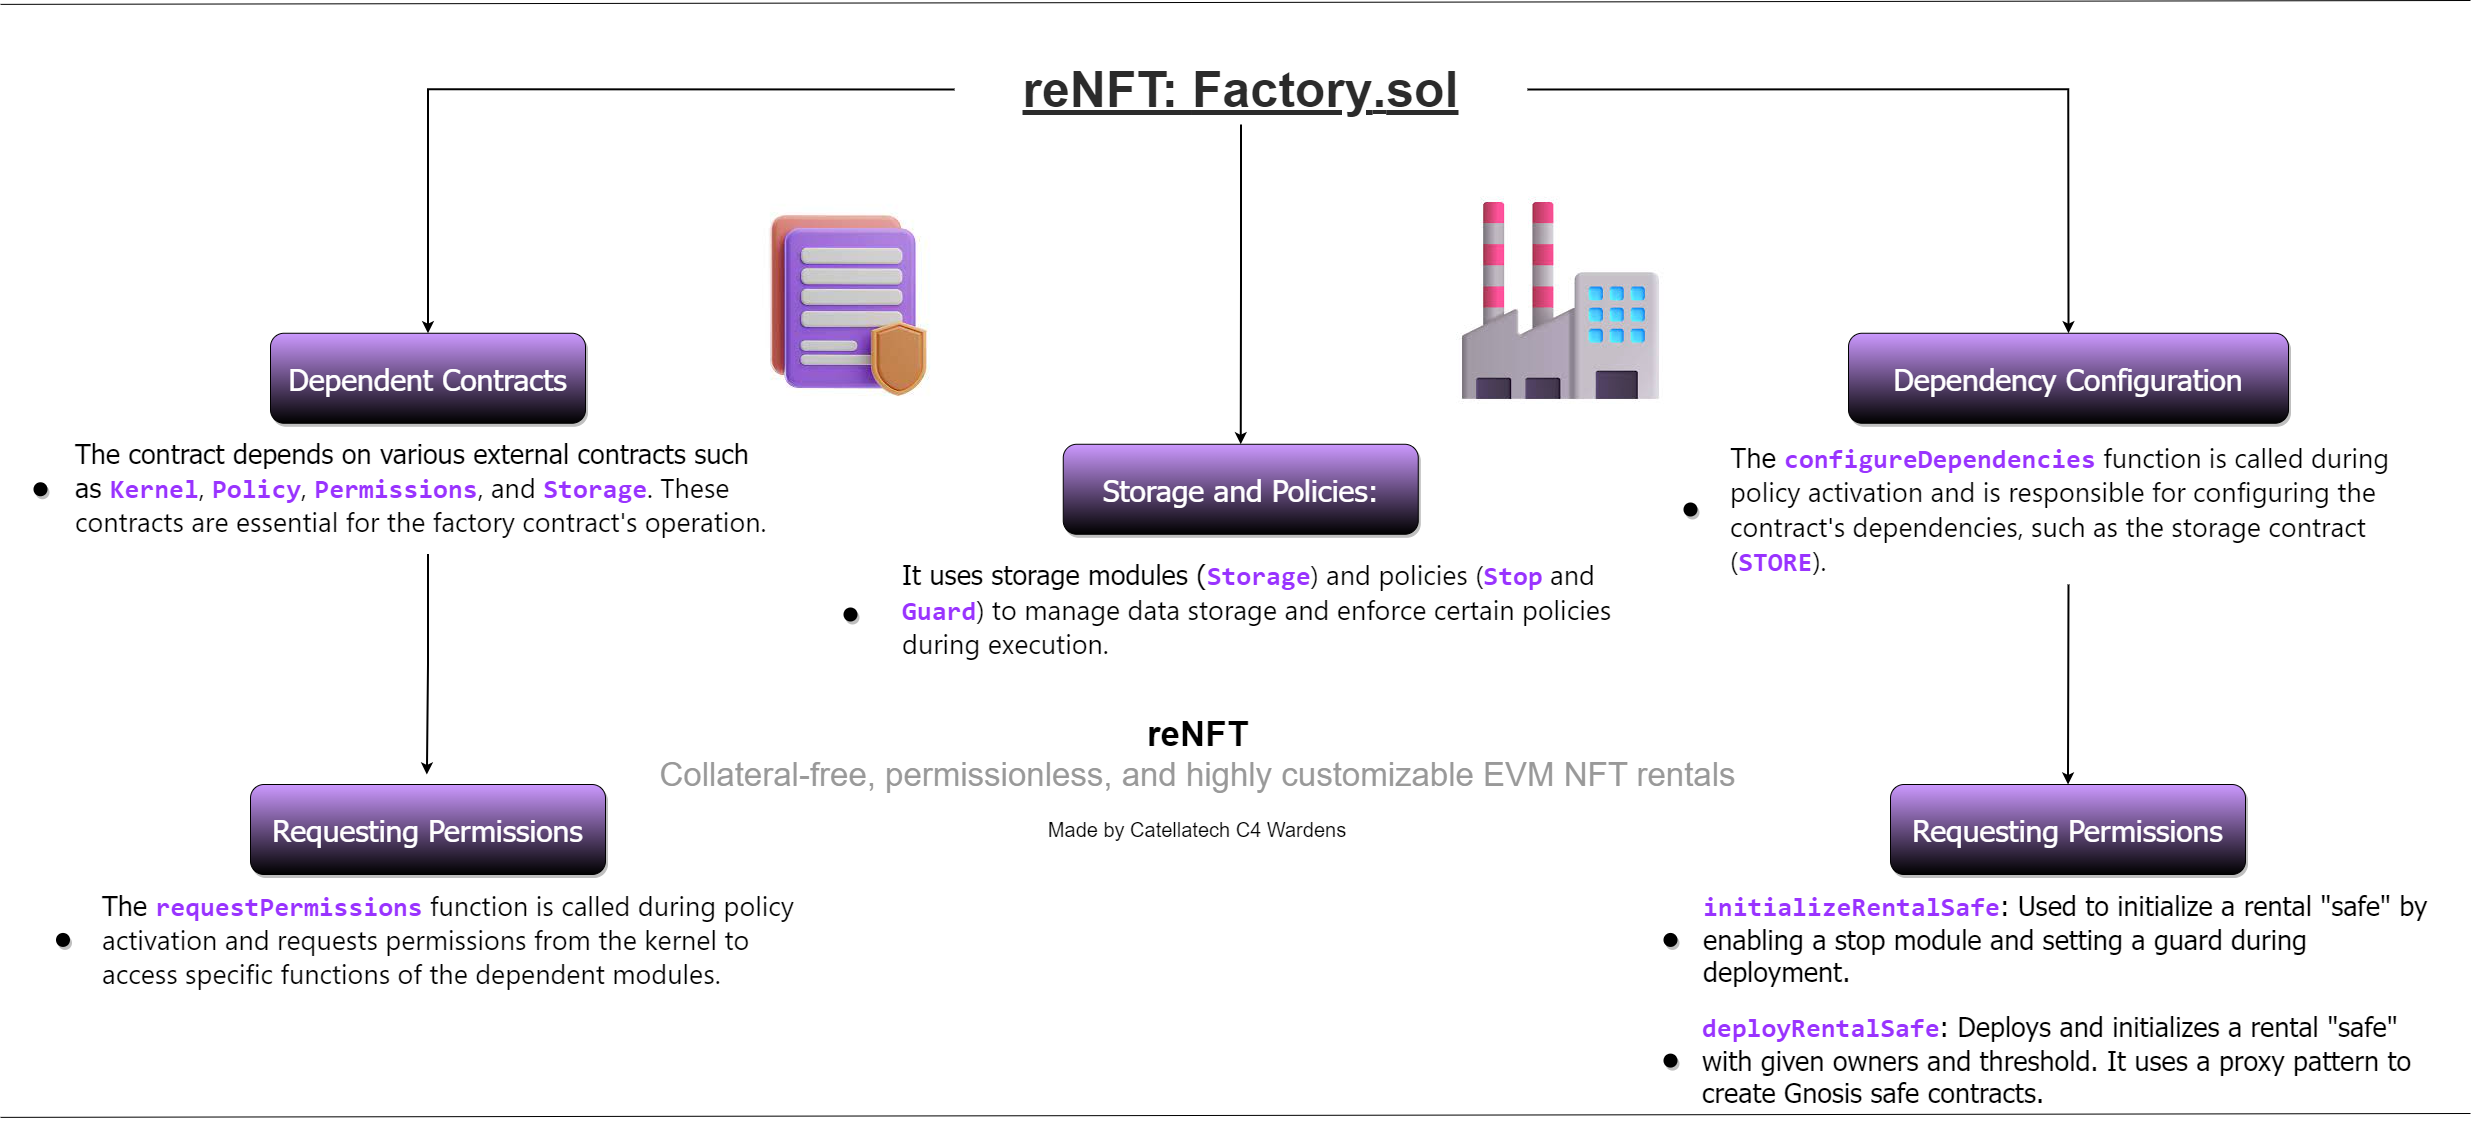 reNFT: Factory.sol
Dependent Contracts
The contract depends on various external contracts such
as Kernel, Policy, Permissions, and Storage. These
contracts are essential for the factory contract's operation.
Requesting Permissions
The requestPermissions function is called during policy
activation and requests permissions from the kernel to
access specific functions of the dependent modules.
Storage and Policies:
It uses storage modules (Storage) and policies (Stop and
Guard) to manage data storage and enforce certain policies
during execution.
reNFT
Collateral-free, permissionless, and highly customizable EVM NFT rentals
Made by Catellatech C4 Wardens
Dependency Configuration
The configureDependencies function is called during
policy activation and is responsible for configuring the
contract's dependencies, such as the storage contract
(STORE).
Requesting Permissions
initializeRentalSafe: Used to initialize a rental "safe" by
enabling a stop module and setting a guard during
deployment.
deployRentalSafe: Deploys and initializes a rental "safe"
with given owners and threshold. It uses a proxy pattern to
create Gnosis safe contracts.